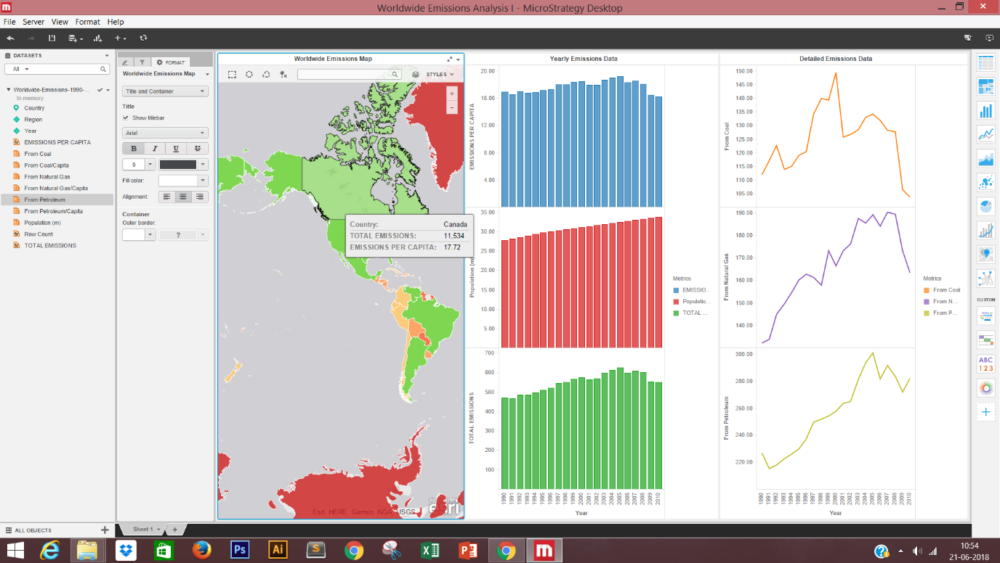 Worldwide Emissions Analysis I - MicroStrategy Desktop
File Server View Format Help
DATASETS
All
Worldwide-Emissions-1990-...
In memory
Country
Region
Year
EMISSIONS PER CAPITA
From Coal
From Coal/Capita
From Natural Gas
From Natural Gas/Capita
From Petroleum
From Petroleum/Capita
Population (m)
Row Count
TOTAL EMISSIONS
ALL OBJECTS
FORMAT
Worldwide Emissions Map
Title and Container
Title
Show titlebar
Arial
B I U
9
Fill color:
Alignment:
Container
Outer border:
?
Worldwide Emissions Map
STYLES
+
-
Country: Canada
TOTAL EMISSIONS: 11,534
EMISSIONS PER CAPITA: 17.72
esri
Esri, HERE, Garmin, NGA, USGS
Sheet 1
Yearly Emissions Data
EMISSIONS PER CAPITA
20.00
16.00
12.00
8.00
4.00
Population (m)
35.00
30.00
25.00
20.00
15.00
10.00
5.00
TOTAL EMISSIONS
700
600
500
400
300
200
100
1990 1991 1992 1993 1994 1995 1996 1997 1998 1999 2000 2001 2002 2003 2004 2005 2006 2007 2008 2009 2010
Year
Metrics
EMISSIO...
Populatio...
TOTAL ...
Detailed Emissions Data
From Coal
150.00
145.00
140.00
135.00
130.00
125.00
120.00
115.00
110.00
105.00
From Natural Gas
190.00
180.00
170.00
160.00
150.00
140.00
From Petroleum
300.00
280.00
260.00
240.00
220.00
1990 1991 1992 1993 1994 1995 1996 1997 1998 1999 2000 2001 2002 2003 2004 2005 2006 2007 2008 2009 2010
Year
Metrics
From Coal
From N...
From P...
CUSTOM
ABC
1 2 3
Ps
Ai
10:54
21-06-2018